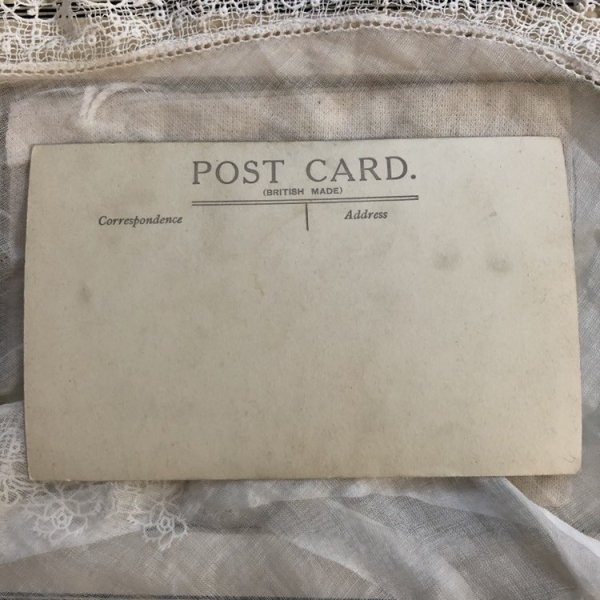 POST CARD.
(BRITISH MADE)
Correspondence Address